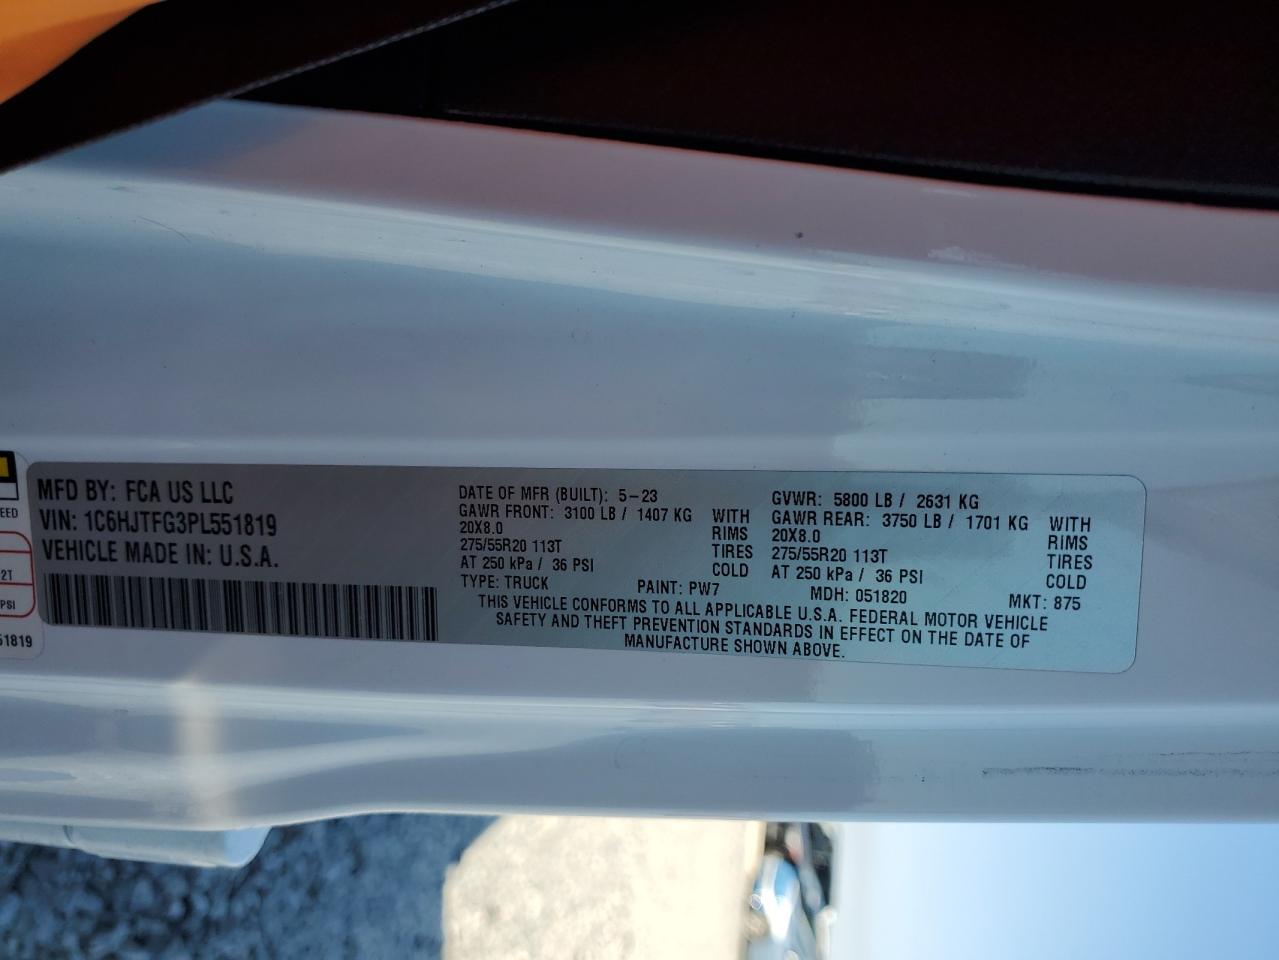 MFD BY: FCA US LLC
VIN: 1C6HJTFG3PL551819
VEHICLE MADE IN: U.S.A.
DATE OF MFR (BUILT): 5-23
GAWR FRONT: 3100 LB / 1407 KG WITH
20X8.0 RIMS
275/55R20 113T TIRES
AT 250 kPa / 36 PSI COLD
GVWR: 5800 LB / 2631 KG
GAWR REAR: 3750 LB / 1701 KG WITH
20X8.0 RIMS
275/55R20 113T TIRES
AT 250 kPa / 36 PSI COLD
TYPE: TRUCK PAINT: PW7 MDH: 051820 MKT: 875
THIS VEHICLE CONFORMS TO ALL APPLICABLE U.S.A. FEDERAL MOTOR VEHICLE
SAFETY AND THEFT PREVENTION STANDARDS IN EFFECT ON THE DATE OF
MANUFACTURE SHOWN ABOVE.
2T
PSI
51819